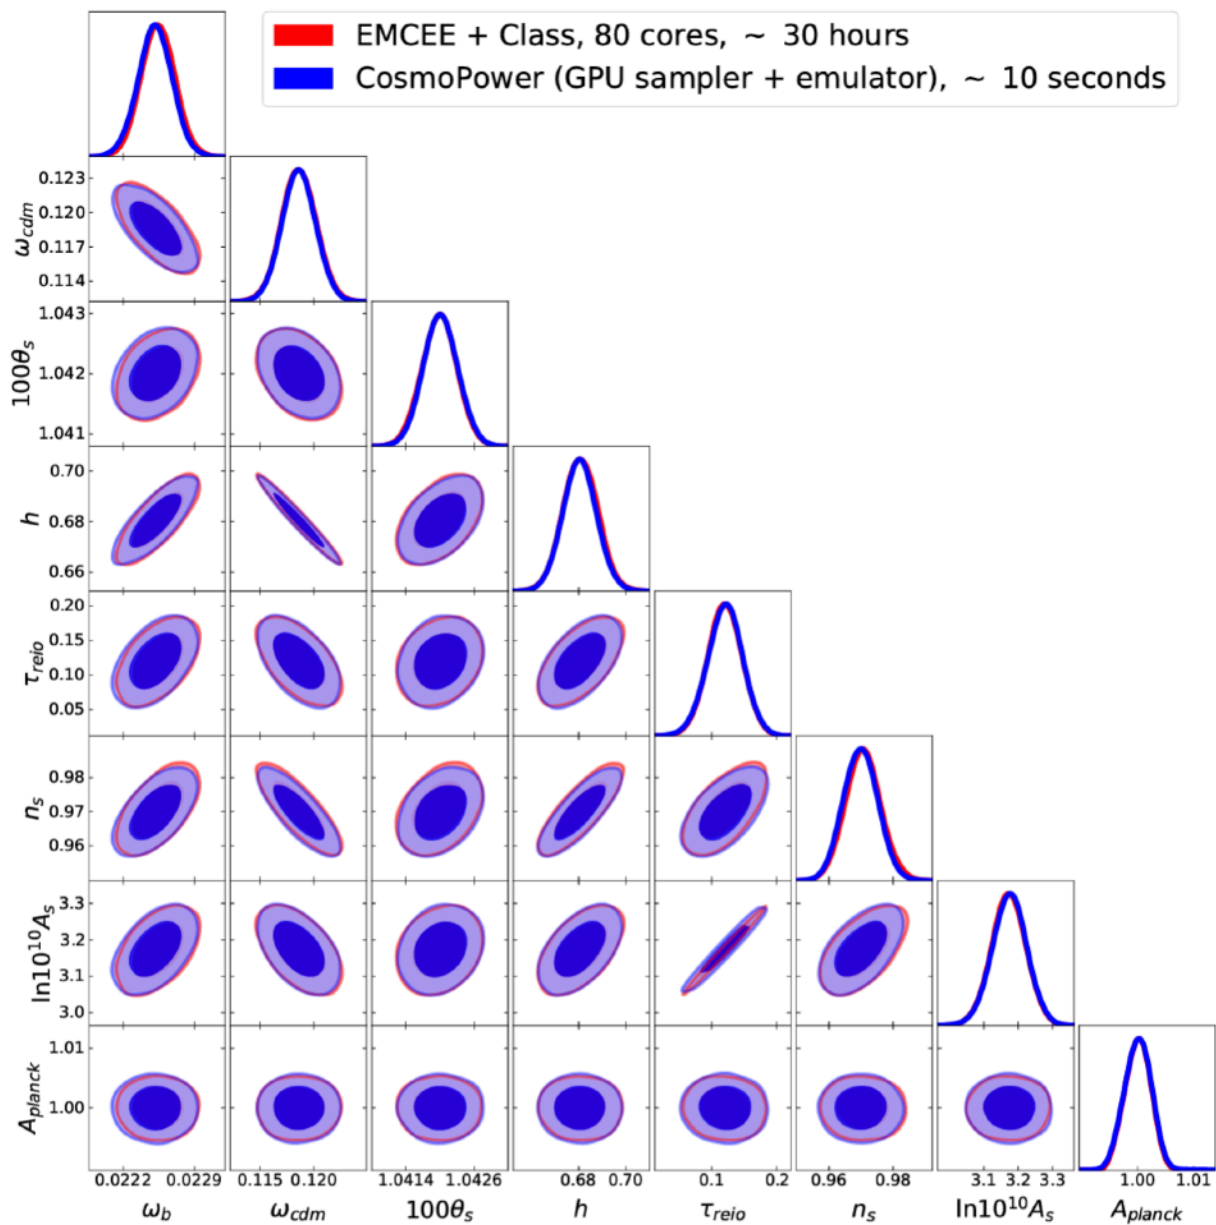 EMCEE + Class, 80 cores, ~ 30 hours
CosmoPower (GPU sampler + emulator), ~ 10 seconds
0.123
0.120
0.117
0.114
ω_cdm
1.043
1.042
1.041
100θ_s
0.70
0.68
0.66
h
0.20
0.15
0.10
0.05
τ_reio
0.98
0.97
0.96
n_s
3.3
3.2
3.1
3.0
ln10^10A_s
1.01
1.00
A_planck
0.0222 0.0229 0.115 0.120 1.0414 1.0426 0.68 0.70 0.1 0.2 0.96 0.98 3.1 3.2 3.3 1.00 1.01
ω_b ω_cdm 100θ_s h τ_reio n_s ln10^10A_s A_planck